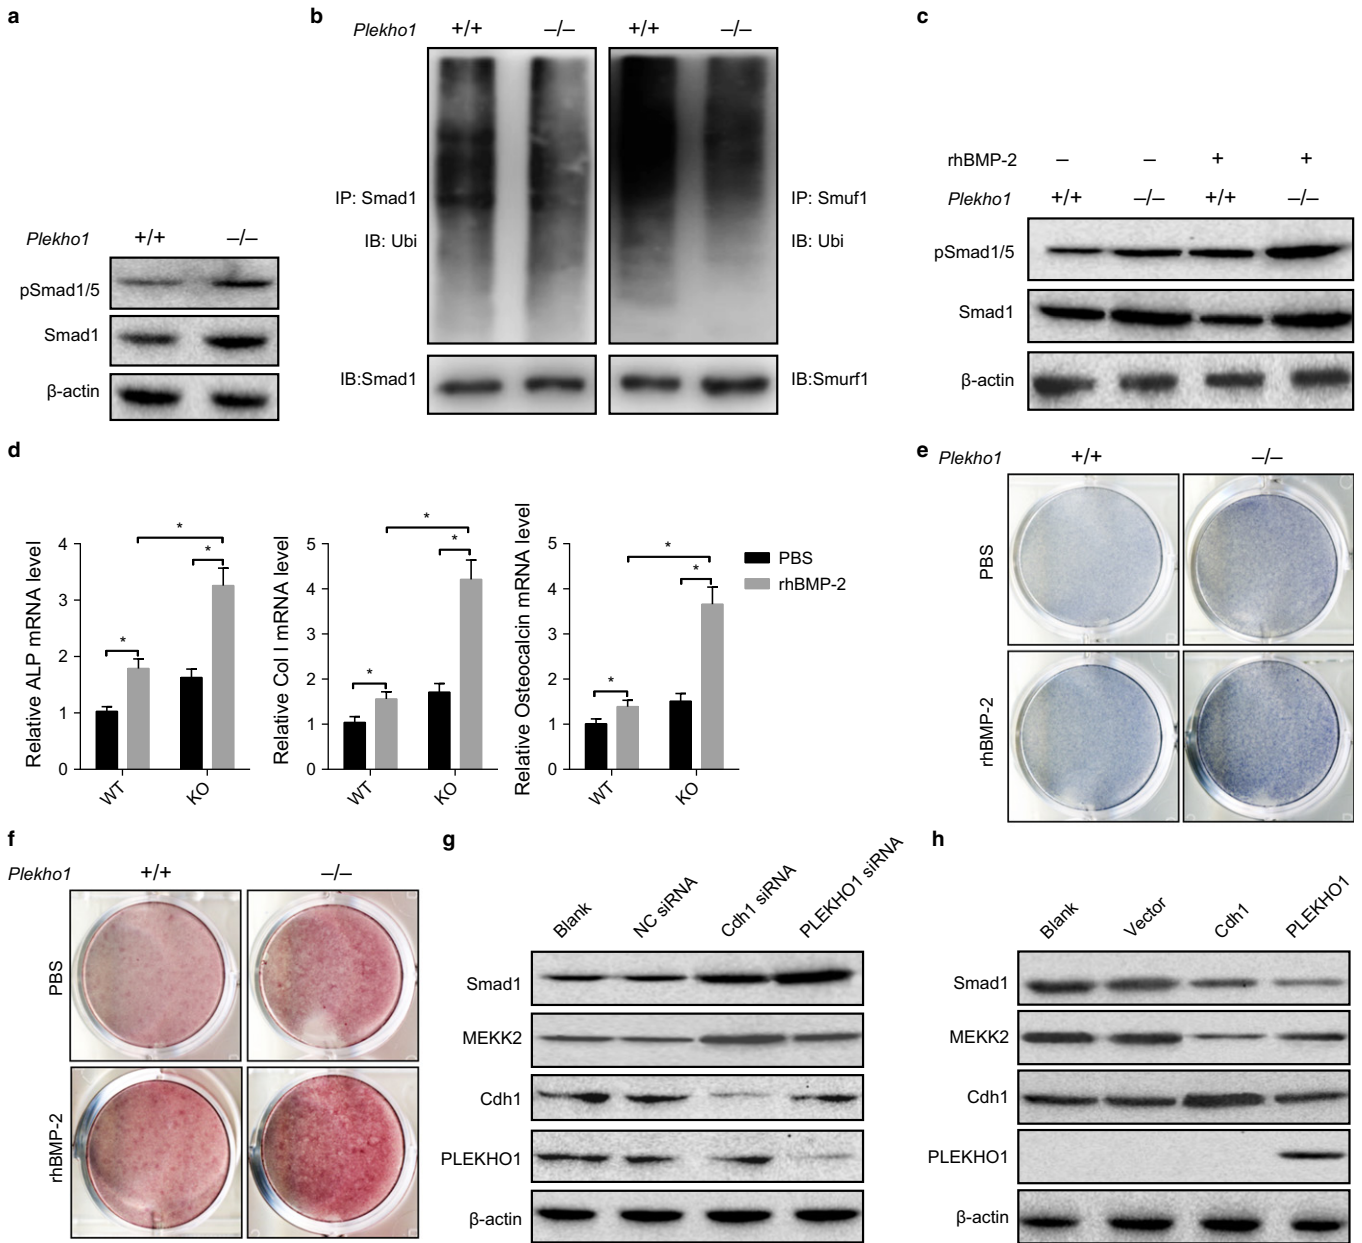 a
Plekho1 +/+ –/–
pSmad1/5
Smad1
β-actin
b
Plekho1 +/+ –/– +/+ –/–
IP: Smad1
IB: Ubi
IB:Smad1
IP: Smuf1
IB: Ubi
IB:Smurf1
c
rhBMP-2 – – + +
Plekho1 +/+ –/– +/+ –/–
pSmad1/5
Smad1
β-actin
d
Relative ALP mRNA level
4
3
2
1
0
* * *
WT KO
Relative Col I mRNA level
5
4
3
2
1
0
* * *
WT KO
Relative Osteocalcin mRNA level
5
4
3
2
1
0
* * *
WT KO
PBS
rhBMP-2
e
Plekho1 +/+ –/–
PBS
rhBMP-2
f
Plekho1 +/+ –/–
PBS
rhBMP-2
g
Blank NC siRNA Cdh1 siRNA PLEKHO1 siRNA
Smad1
MEKK2
Cdh1
PLEKHO1
β-actin
h
Blank Vector Cdh1 PLEKHO1
Smad1
MEKK2
Cdh1
PLEKHO1
β-actin